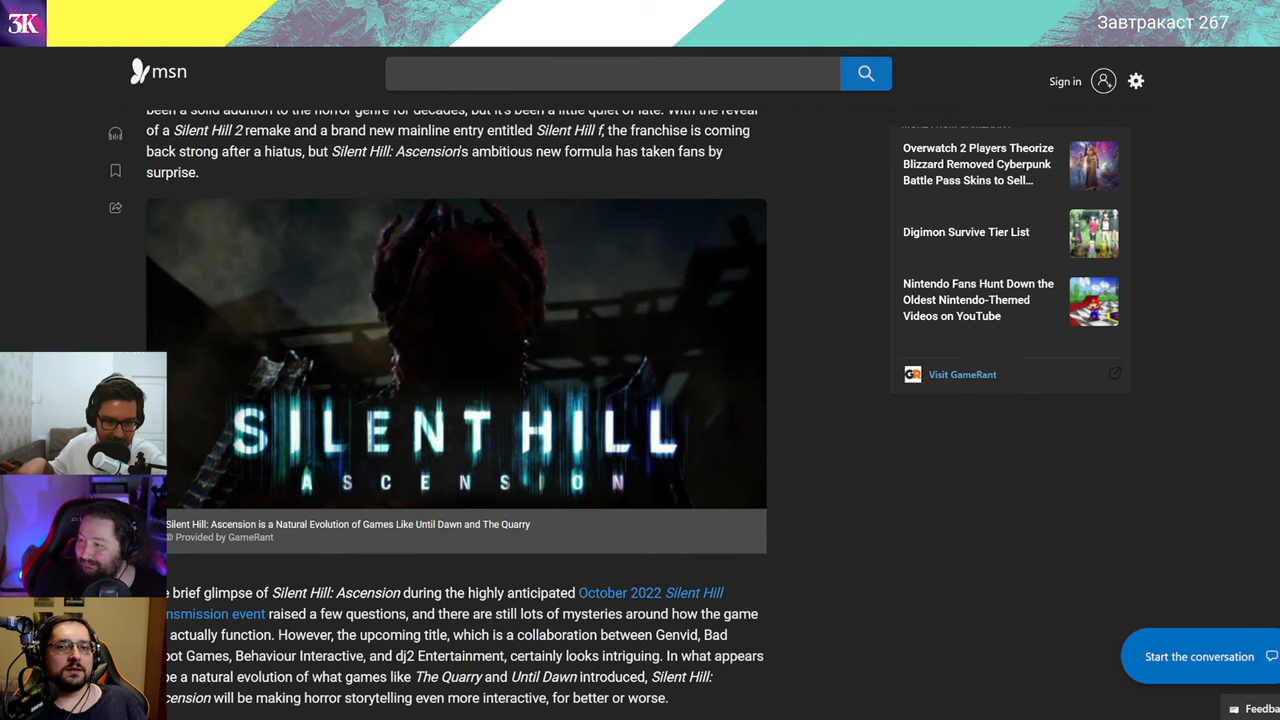 3K
Завтракаст 267
msn
Sign in
been a solid addition to the horror genre for decades, but it's been a little quiet of late. With the reveal
of a Silent Hill 2 remake and a brand new mainline entry entitled Silent Hill f, the franchise is coming
back strong after a hiatus, but Silent Hill: Ascension's ambitious new formula has taken fans by
surprise.
SILENT HILL
ASCENSION
Silent Hill: Ascension is a Natural Evolution of Games Like Until Dawn and The Quarry
© Provided by GameRant
brief glimpse of Silent Hill: Ascension during the highly anticipated October 2022 Silent Hill
nsmission event raised a few questions, and there are still lots of mysteries around how the game
actually function. However, the upcoming title, which is a collaboration between Genvid, Bad
ot Games, Behaviour Interactive, and dj2 Entertainment, certainly looks intriguing. In what appears
e a natural evolution of what games like The Quarry and Until Dawn introduced, Silent Hill:
cension will be making horror storytelling even more interactive, for better or worse.
Overwatch 2 Players Theorize
Blizzard Removed Cyberpunk
Battle Pass Skins to Sell...
Digimon Survive Tier List
Nintendo Fans Hunt Down the
Oldest Nintendo-Themed
Videos on YouTube
GR Visit GameRant
Start the conversation
Feedba